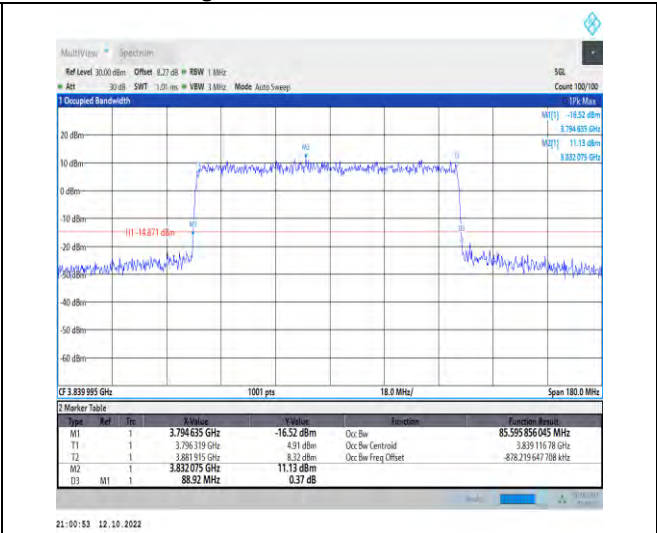 MultiView Spectrum
Ref Level 30.00 dBm Offset 8.27 dB RBW 1 MHz SGL
Att 30 dB SWT 1.01 ms VBW 3 MHz Mode Auto Sweep Count 100/100
1 Occupied Bandwidth 1Pk Max
M1[1] -16.52 dBm
3.794 635 GHz
20 dBm
M2[1] 11.13 dBm
3.832 075 GHz
M2
10 dBm
0 dBm
-10 dBm
M1
H1 -14.871 dBm
-20 dBm
-30 dBm
-40 dBm
-50 dBm
-60 dBm
CF 3.839 995 GHz 1001 pts 18.0 MHz/ Span 180.0 MHz
2 Marker Table
Type Ref Trc X-Value Y-Value Function Function Result
M1 1 3.794 635 GHz -16.52 dBm Occ Bw 85.595 856 045 MHz
T1 1 3.796 319 GHz 4.91 dBm Occ Bw Centroid 3.839 116 78 GHz
T2 1 3.881 915 GHz 8.32 dBm Occ Bw Freq Offset -878.219 647 708 kHz
M2 1 3.832 075 GHz 11.13 dBm
D3 M1 1 88.92 MHz 0.37 dB
21:00:53 12.10.2022